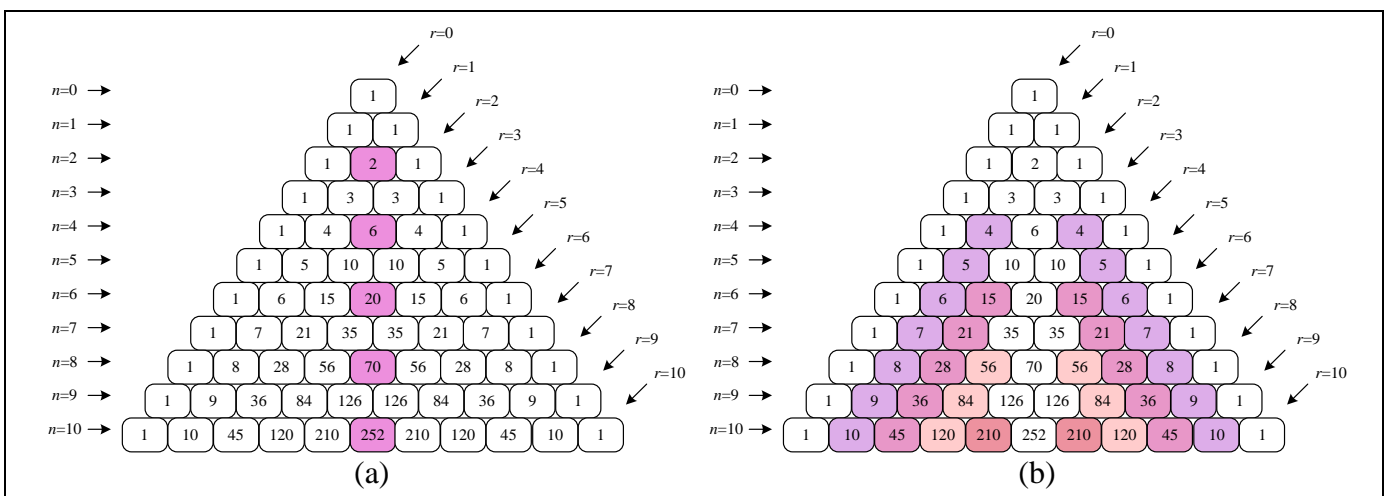 r=0
r=1
n=0 1
r=2
n=1 1 1
r=3
n=2 1 2 1
r=4
n=3 1 3 3 1
r=5
n=4 1 4 6 4 1
r=6
n=5 1 5 10 10 5 1
r=7
n=6 1 6 15 20 15 6 1
r=8
n=7 1 7 21 35 35 21 7 1
r=9
n=8 1 8 28 56 70 56 28 8 1
r=10
n=9 1 9 36 84 126 126 84 36 9 1
n=10 1 10 45 120 210 252 210 120 45 10 1
(a)
r=0
r=1
n=0 1
r=2
n=1 1 1
r=3
n=2 1 2 1
r=4
n=3 1 3 3 1
r=5
n=4 1 4 6 4 1
r=6
n=5 1 5 10 10 5 1
r=7
n=6 1 6 15 20 15 6 1
r=8
n=7 1 7 21 35 35 21 7 1
r=9
n=8 1 8 28 56 70 56 28 8 1
r=10
n=9 1 9 36 84 126 126 84 36 9 1
n=10 1 10 45 120 210 252 210 120 45 10 1
(b)